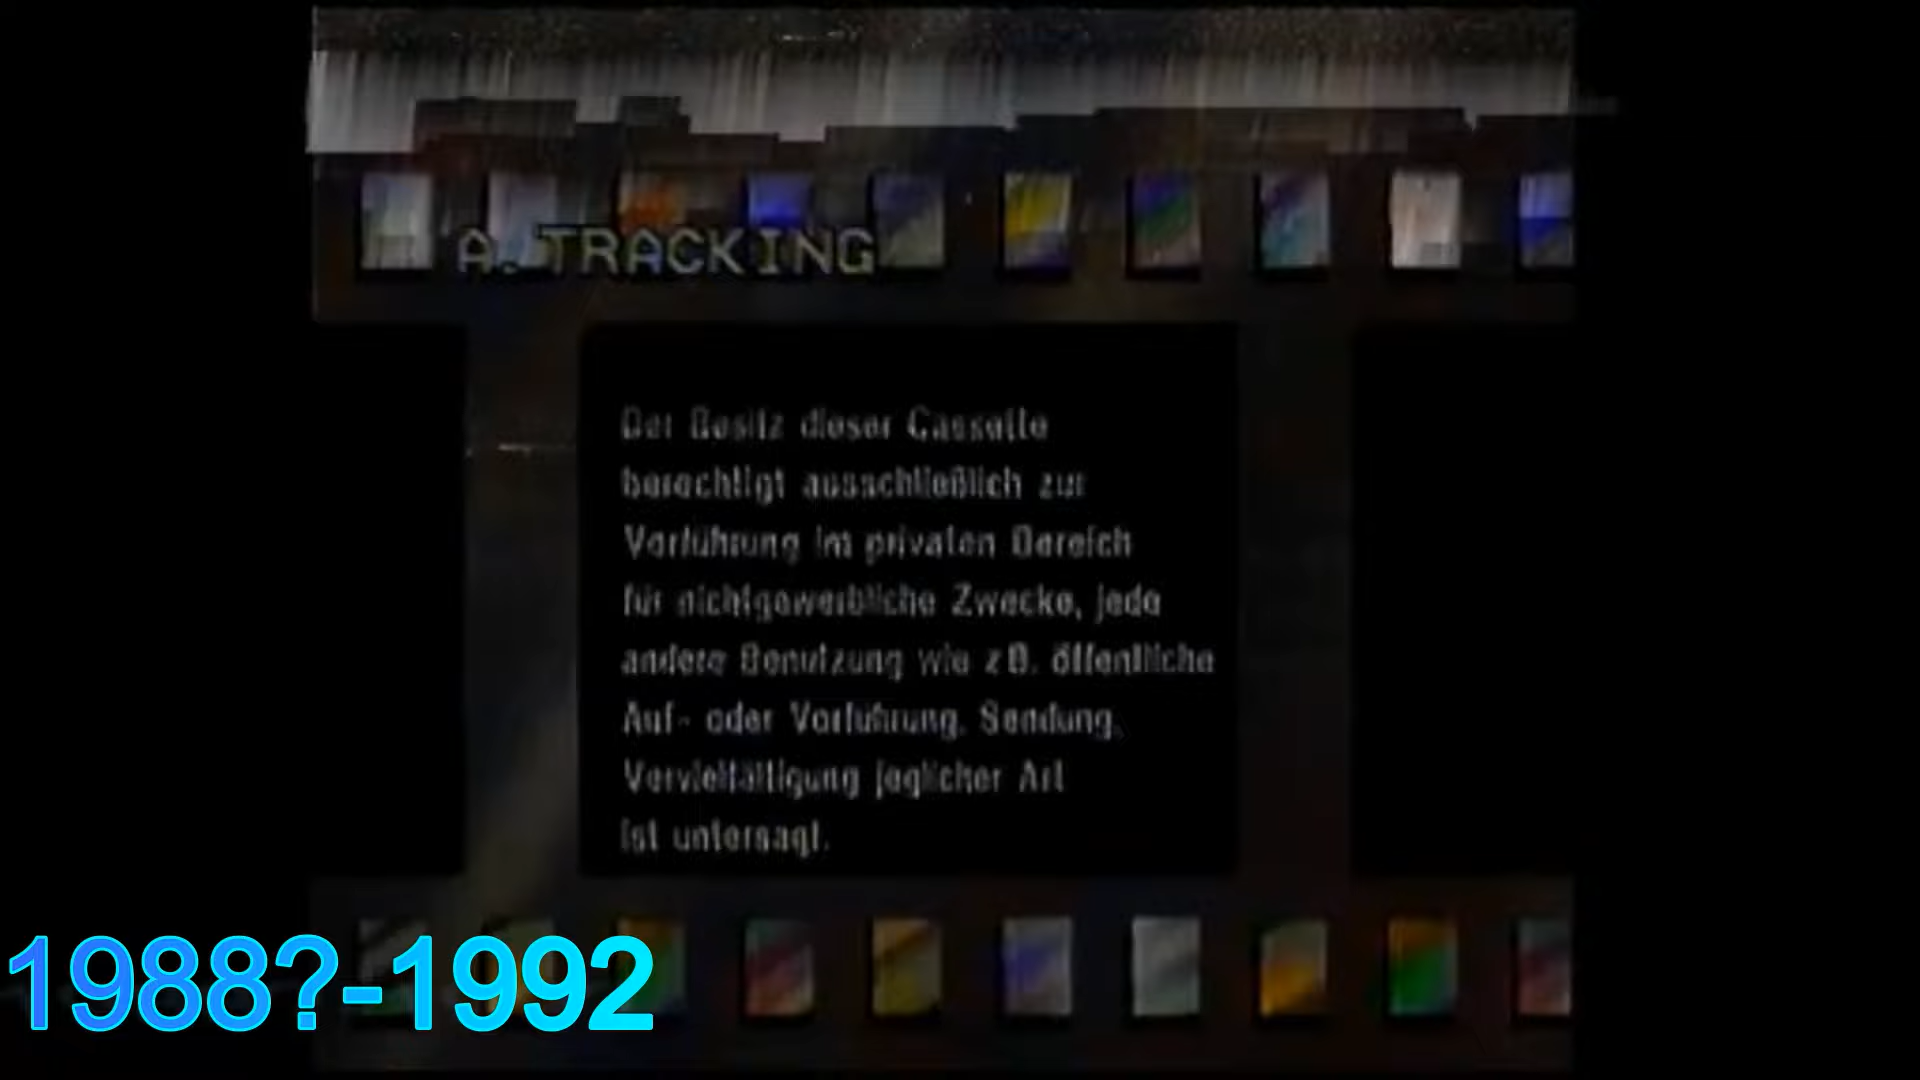 A.TRACKING
Der Besitz dieser Cassette
berechtigt ausschließlich zur
Vorführung im privaten Bereich
für nichtgewerbliche Zwecke, jede
andere Benutzung wie z.B. öffentliche
Auf- oder Vorführung, Sendung,
Vervielfältigung jeglicher Art
ist untersagt.
1988?-1992